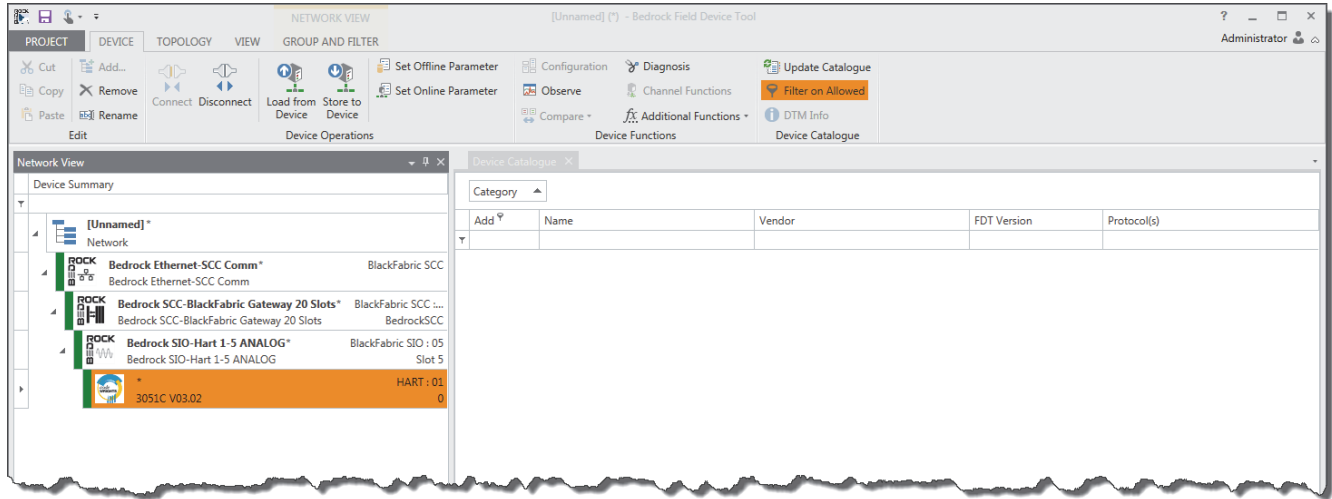 NETWORK VIEW
[Unnamed] (*) - Bedrock Field Device Tool
?
PROJECT DEVICE TOPOLOGY VIEW GROUP AND FILTER
Administrator
Cut Add... Set Offline Parameter Configuration Diagnosis Update Catalogue
Copy Remove Connect Disconnect Load from Device Store to Device Set Online Parameter Observe Channel Functions Filter on Allowed
Paste Rename Compare fx Additional Functions DTM Info
Edit Device Operations Device Functions Device Catalogue
Network View
Device Catalogue
Device Summary
Category
Add Name Vendor FDT Version Protocol(s)
[Unnamed]*
Network
ROCK Bedrock Ethernet-SCC Comm* BlackFabric SCC
Bedrock Ethernet-SCC Comm
ROCK Bedrock SCC-BlackFabric Gateway 20 Slots* BlackFabric SCC :...
Bedrock SCC-BlackFabric Gateway 20 Slots BedrockSCC
ROCK Bedrock SIO-Hart 1-5 ANALOG* BlackFabric SIO : 05
Bedrock SIO-Hart 1-5 ANALOG Slot 5
* HART : 01
3051C V03.02 0